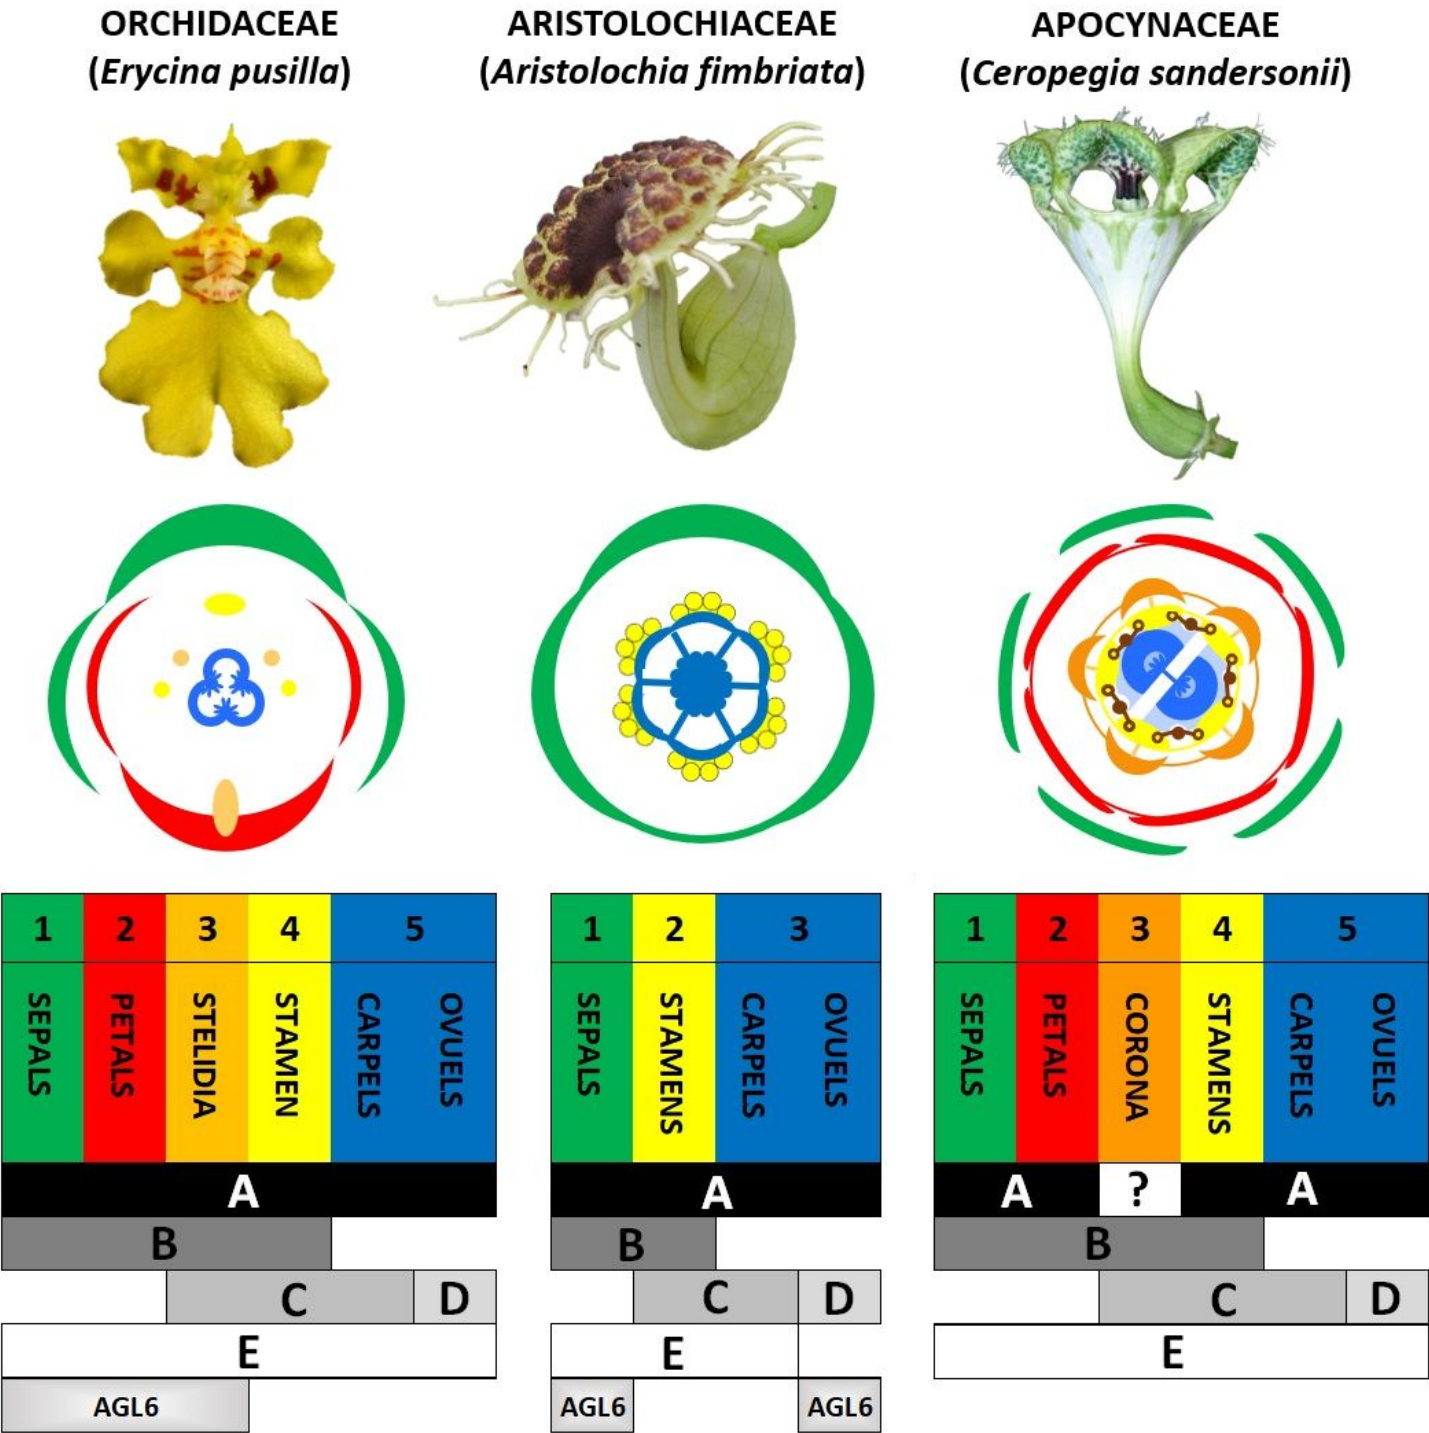 ORCHIDACEAE
(Erycina pusilla)
ARISTOLOCHIACEAE
(Aristolochia fimbriata)
APOCYNACEAE
(Ceropegia sandersonii)
1 2 3 4 5
SEPALS
PETALS
STELIDIA
STAMEN
CARPELS
OVUELS
A
B
C D
E
AGL6
1 2 3
SEPALS
STAMENS
CARPELS
OVUELS
A
B
C D
E
AGL6 AGL6
1 2 3 4 5
SEPALS
PETALS
CORONA
STAMENS
CARPELS
OVUELS
A ? A
B
C D
E